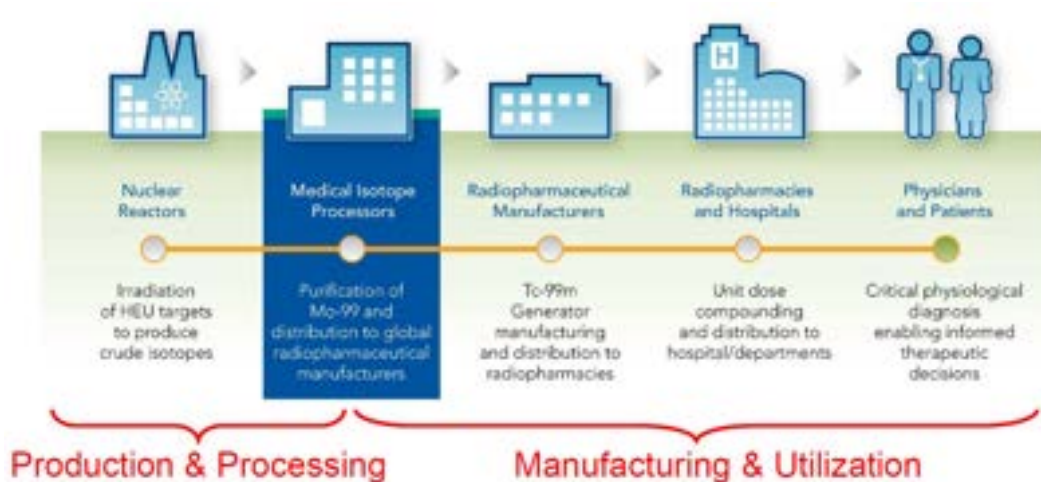 H
Nuclear
Reactors
Medical Isotope
Processors
Radiopharmaceutical
Manufacturers
Radiopharmacies
and Hospitals
Physicians
and Patients
Irradiation
of HEU targets
to produce
crude isotopes
Purification of
Mo-99 and
distribution to global
radiopharmaceutical
manufacturers
Tc-99m
Generator
manufacturing
and distribution to
radiopharmacies
Unit dose
compounding
and distribution to
hospital/departments
Critical physiological
diagnosis
enabling informed
therapeutic
decisions
Production & Processing
Manufacturing & Utilization